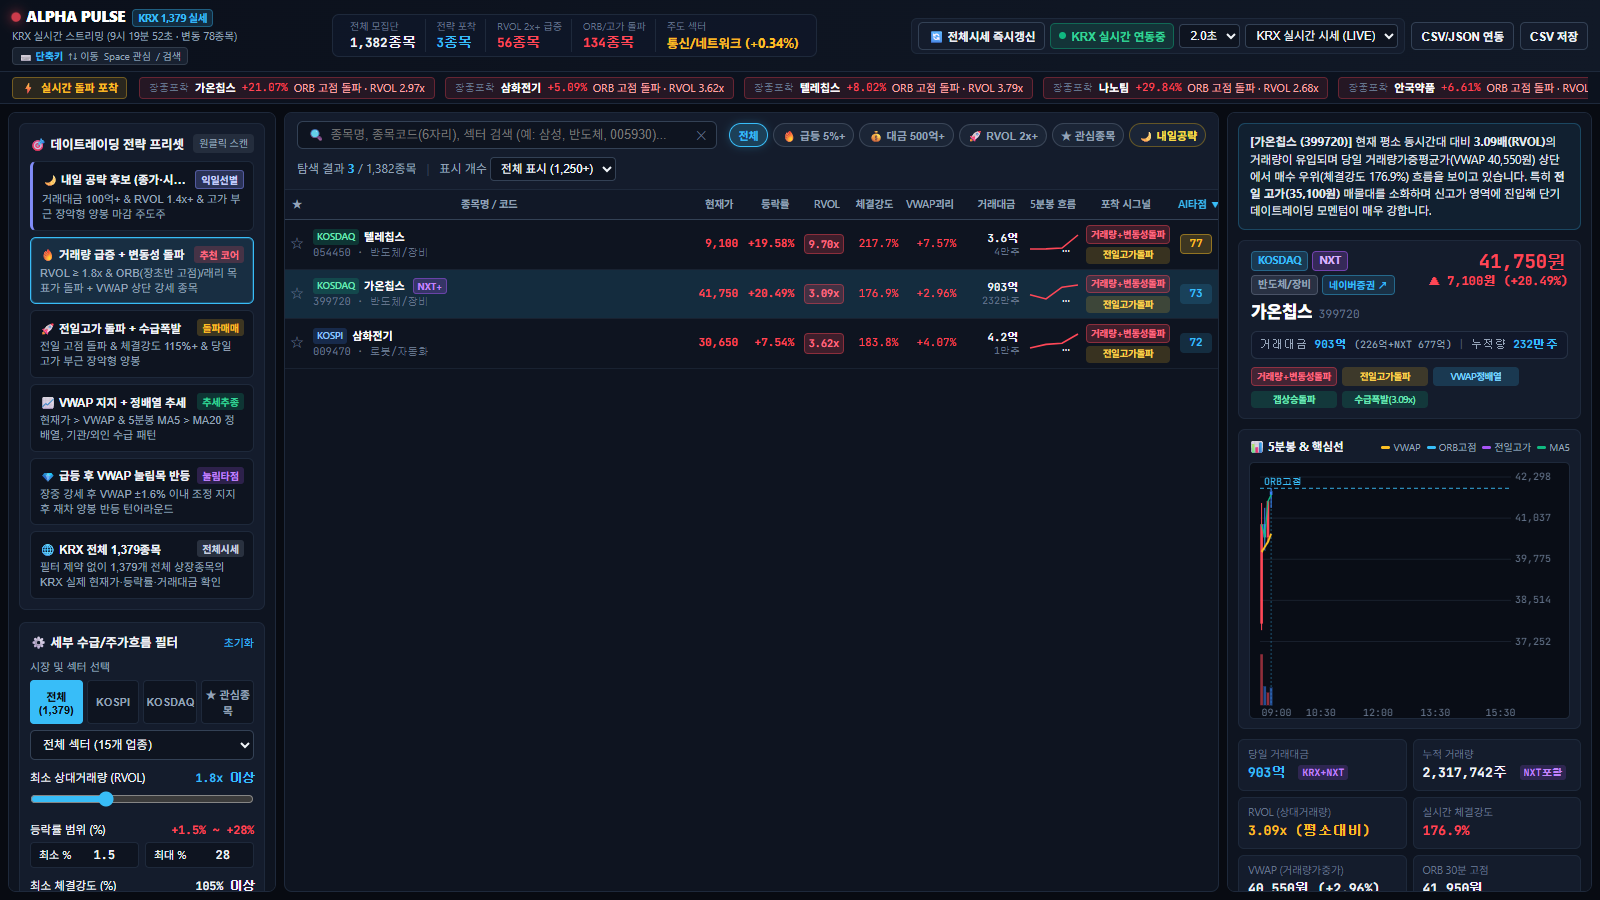 ALPHA PULSE KRX 1,379 실세
KRX 실시간 스트리밍 (9시 19분 52초 · 변동 78종목)
단축키 ↑↓ 이동 Space 관심 / 검색
전체 모집단
1,382종목
전략 포착
3종목
RVOL 2x+ 급증
56종목
ORB/고가 돌파
134종목
주도 섹터
통신/네트워크 (+0.34%)
전체시세 즉시갱신
KRX 실시간 연동중
2.0초
KRX 실시간 시세 (LIVE)
CSV/JSON 연동
CSV 저장
실시간 돌파 포착
장중포착 가온칩스 +21.07% ORB 고점 돌파 · RVOL 2.97x
장중포착 삼화전기 +5.09% ORB 고점 돌파 · RVOL 3.62x
장중포착 텔레칩스 +8.02% ORB 고점 돌파 · RVOL 3.79x
장중포착 나노팀 +29.84% ORB 고점 돌파 · RVOL 2.68x
장중포착 안국약품 +6.61% ORB 고점 돌파 · RVOL
데이트레이딩 전략 프리셋 원클릭 스캔
내일 공략 후보 (종가·시... 익일선별
거래대금 100억+ & RVOL 1.4x+ & 고가 부
근 장악형 양봉 마감 주도주
거래량 급증 + 변동성 돌파 추천 코어
RVOL ≥ 1.8x & ORB(장초반 고점)/래리 목
표가 돌파 + VWAP 상단 강세 종목
전일고가 돌파 + 수급폭발 돌파매매
전일 고점 돌파 & 체결강도 115%+ & 당일
고가 부근 장악형 양봉
VWAP 지지 + 정배열 추세 추세추종
현재가 > VWAP & 5분봉 MA5 > MA20 정
배열, 기관/외인 수급 패턴
급등 후 VWAP 눌림목 반등 눌림타점
장중 강세 후 VWAP ±1.6% 이내 조정 지지
후 재차 양봉 반등 턴어라운드
KRX 전체 1,379종목 전체시세
필터 제약 없이 1,379개 전체 상장종목의
KRX 실제 현재가·등락률·거래대금 확인
세부 수급/주가흐름 필터 초기화
시장 및 섹터 선택
전체
(1,379)
KOSPI
KOSDAQ
★ 관심종
목
전체 섹터 (15개 업종)
최소 상대거래량 (RVOL) 1.8x 이상
등락률 범위 (%) +1.5% ~ +28%
최소 % 1.5 최대 % 28
최소 체결강도 (%) 105% 이상
종목명, 종목코드(6자리), 섹터 검색 (예: 삼성, 반도체, 005930)...
전체
급등 5%+
대금 500억+
RVOL 2x+
★ 관심종목
내일공략
탐색 결과 3 / 1,382종목 | 표시 개수 전체 표시 (1,250+)
★ 종목명 / 코드 현재가 등락률 RVOL 체결강도 VWAP괴리 거래대금 5분봉 흐름 포착 시그널 AI타점 ▼
☆ KOSDAQ 텔레칩스 9,100 +19.58% 9.70x 217.7% +7.57% 3.6억 거래량+변동성돌파 77
054450 · 반도체/장비 4만주 전일고가돌파
☆ KOSDAQ 가온칩스 NXT+ 41,750 +20.49% 3.09x 176.9% +2.96% 903억 거래량+변동성돌파 73
399720 · 반도체/장비 232만주 전일고가돌파
☆ KOSPI 삼화전기 30,650 +7.54% 3.62x 183.8% +4.07% 4.2억 거래량+변동성돌파 72
009470 · 로봇/자동화 1만주 전일고가돌파
[가온칩스 (399720)] 현재 평소 동시간대 대비 3.09배(RVOL)의
거래량이 유입되며 당일 거래량가중평균가(VWAP 40,550원) 상단
에서 매수 우위(체결강도 176.9%) 흐름을 보이고 있습니다. 특히 전
일 고가(35,100원) 매물대를 소화하며 신고가 영역에 진입해 단기
데이트레이딩 모멘텀이 매우 강합니다.
KOSDAQ NXT
반도체/장비 네이버증권 ↗
41,750원
▲ 7,100원 (+20.49%)
가온칩스 399720
거래대금 903억 (226억+NXT 677억) | 누적량 232만주
거래량+변동성돌파 전일고가돌파 VWAP정배열
갭상승돌파 수급폭발(3.09x)
5분봉 & 핵심선 VWAP ORB고점 전일고가 MA5
ORB고점
42,298
41,037
39,775
38,514
37,252
09:00 10:30 12:00 13:30 15:30
당일 거래대금
903억 KRX+NXT
누적 거래량
2,317,742주 NXT포함
RVOL (상대거래량)
3.09x (평소대비)
실시간 체결강도
176.9%
VWAP (거래량가중가)
40,550원 (+2.96%)
ORB 30분 고점
41,950원